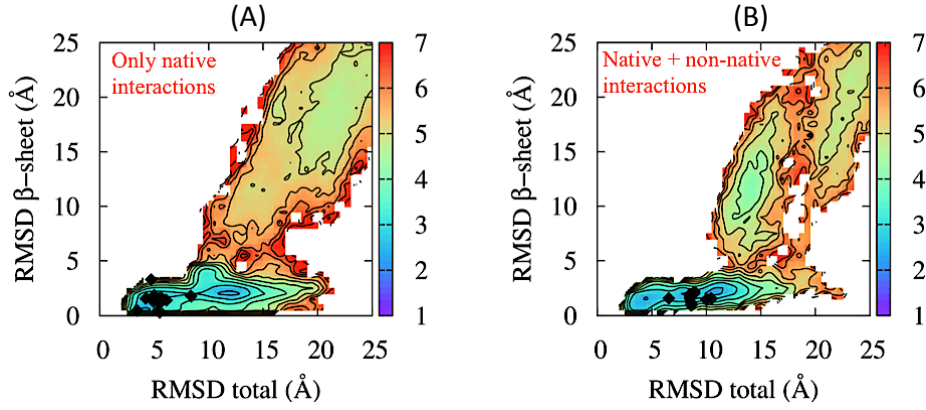 (A)
(B)
Only native
interactions
Native + non-native
interactions
RMSD β−sheet (Å)
25
20
15
10
5
0
0 5 10 15 20 25
RMSD total (Å)
7
6
5
4
3
2
1
RMSD β−sheet (Å)
25
20
15
10
5
0
0 5 10 15 20 25
RMSD total (Å)
7
6
5
4
3
2
1